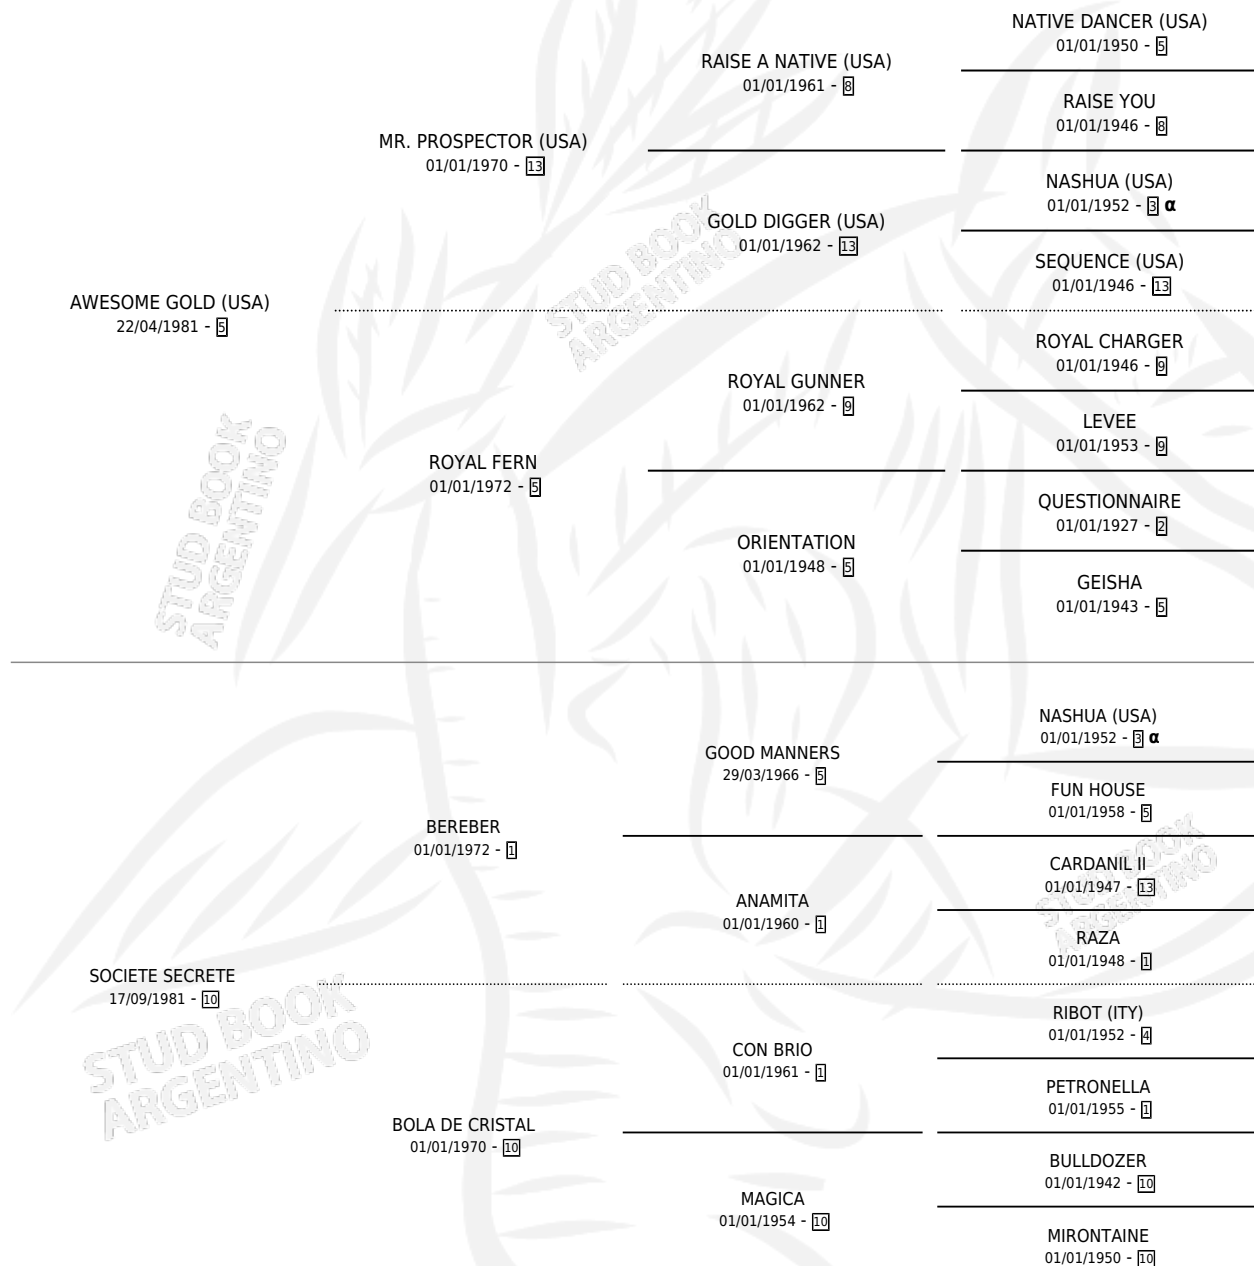 NATIVE DANCER (USA)
01/01/1950 - 5
RAISE A NATIVE (USA)
01/01/1961 - 8
RAISE YOU
01/01/1946 - 8
MR. PROSPECTOR (USA)
01/01/1970 - 13
NASHUA (USA)
01/01/1952 - 3 α
GOLD DIGGER (USA)
01/01/1962 - 13
SEQUENCE (USA)
01/01/1946 - 13
AWESOME GOLD (USA)
22/04/1981 - 5
STUD BOOK
ARGENTINO
ROYAL CHARGER
01/01/1946 - 9
ROYAL GUNNER
01/01/1962 - 9
LEVEE
01/01/1953 - 9
ROYAL FERN
01/01/1972 - 5
QUESTIONNAIRE
01/01/1927 - 2
ORIENTATION
01/01/1948 - 5
GEISHA
01/01/1943 - 5
STUD BOOK
ARGENTINO
NASHUA (USA)
01/01/1952 - 3 α
GOOD MANNERS
29/03/1966 - 5
FUN HOUSE
01/01/1958 - 5
BEREBER
01/01/1972 - 1
CARDANIL II
01/01/1947 - 13
ANAMITA
01/01/1960 - 1
RAZA
01/01/1948 - 1
STUD BOOK
ARGENTINO
SOCIETE SECRETE
17/09/1981 - 10
RIBOT (ITY)
01/01/1952 - 4
CON BRIO
01/01/1961 - 1
PETRONELLA
01/01/1955 - 1
STUD BOOK
ARGENTINO
BOLA DE CRISTAL
01/01/1970 - 10
BULLDOZER
01/01/1942 - 10
MAGICA
01/01/1954 - 10
MIRONTAINE
01/01/1950 - 10